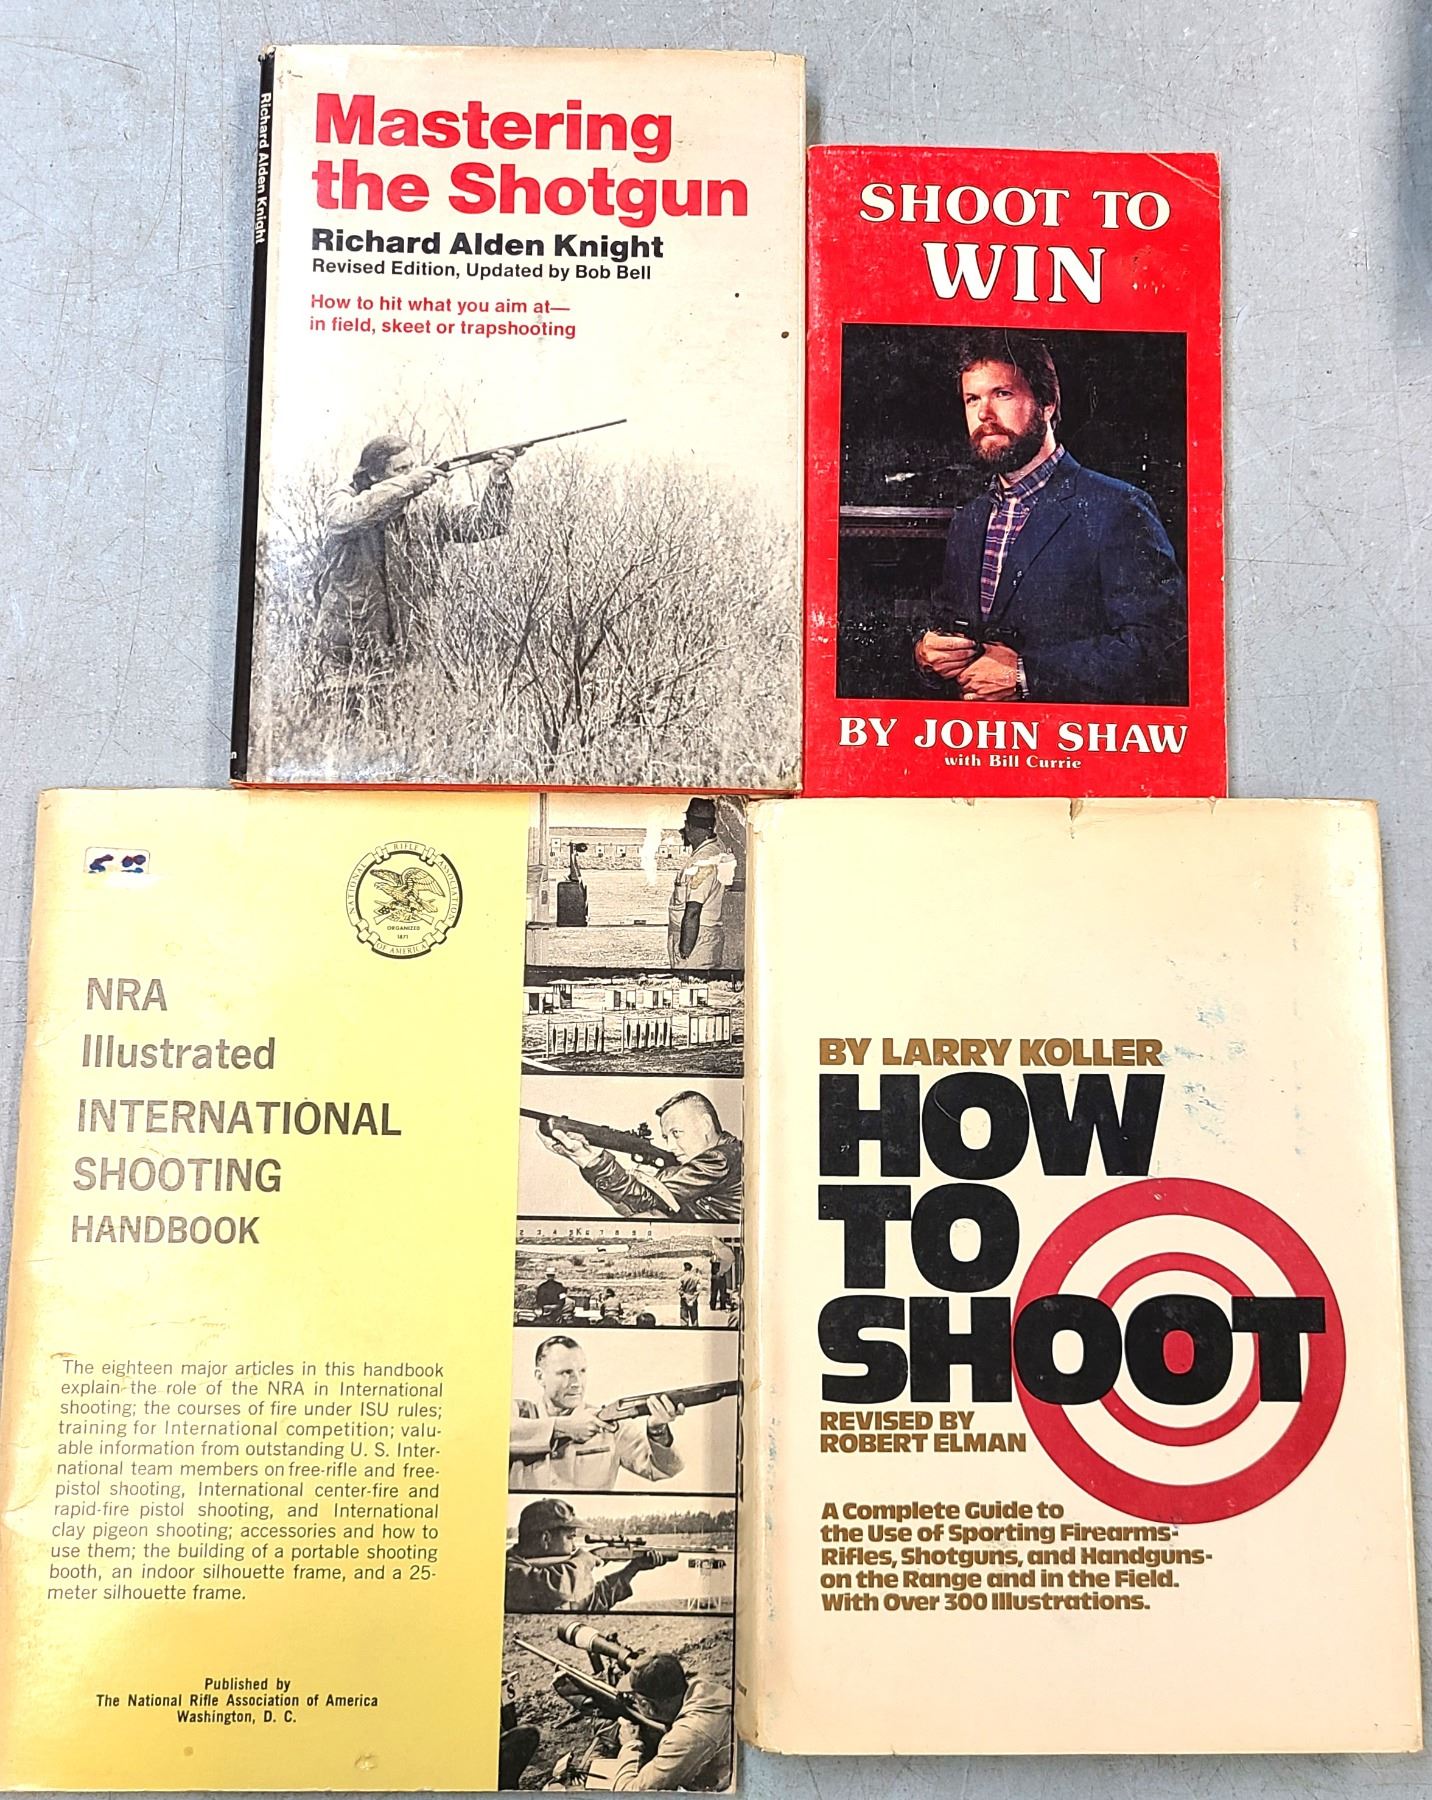 Richard Alden Knight
Mastering
the Shotgun
Richard Alden Knight
Revised Edition, Updated by Bob Bell
How to hit what you aim at—
in field, skeet or trapshooting
SHOOT TO
WIN
BY JOHN SHAW
with Bill Currie
NATIONAL RIFLE ASSOCIATION
ORGANIZED
1871
OF AMERICA
NRA
Illustrated
INTERNATIONAL
SHOOTING
HANDBOOK
The eighteen major articles in this handbook
explain the role of the NRA in International
shooting; the courses of fire under ISU rules;
training for International competition; valu-
able information from outstanding U. S. Inter-
national team members on free-rifle and free-
pistol shooting, International center-fire and
rapid-fire pistol shooting, and International
clay pigeon shooting; accessories and how to
use them; the building of a portable shooting
booth, an indoor silhouette frame, and a 25-
meter silhouette frame.
Published by
The National Rifle Association of America
Washington, D. C.
BY LARRY KOLLER
HOW
TO
SHOOT
REVISED BY
ROBERT ELMAN
A Complete Guide to
the Use of Sporting Firearms-
Rifles, Shotguns, and Handguns-
on the Range and in the Field.
With Over 300 Illustrations.